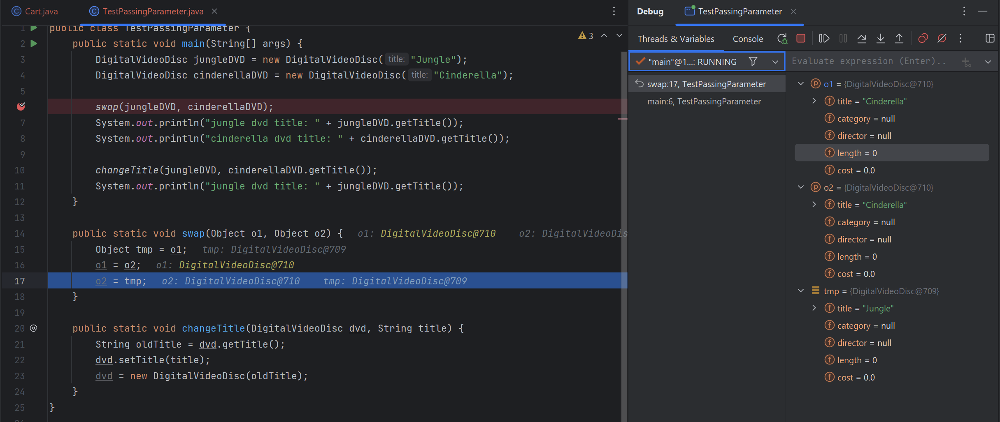 Cart.java
TestPassingParameter.java
Debug
TestPassingParameter
3
Threads & Variables
Console
"main"@1...: RUNNING
Evaluate expression (Enter)..
swap:17, TestPassingParameter
main:6, TestPassingParameter
1 public class TestPassingParameter {
2 public static void main(String[] args) {
3 DigitalVideoDisc jungleDVD = new DigitalVideoDisc( title: "Jungle");
4 DigitalVideoDisc cinderellaDVD = new DigitalVideoDisc( title: "Cinderella");
5
swap(jungleDVD, cinderellaDVD);
7 System.out.println("jungle dvd title: " + jungleDVD.getTitle());
8 System.out.println("cinderella dvd title: " + cinderellaDVD.getTitle());
9
10 changeTitle(jungleDVD, cinderellaDVD.getTitle());
11 System.out.println("jungle dvd title: " + jungleDVD.getTitle());
12 }
13
14 public static void swap(Object o1, Object o2) { o1: DigitalVideoDisc@710 o2: DigitalVideoDis
15 Object tmp = o1; tmp: DigitalVideoDisc@709
16 o1 = o2; o1: DigitalVideoDisc@710
17 o2 = tmp; o2: DigitalVideoDisc@710 tmp: DigitalVideoDisc@709
18 }
19
20 @ public static void changeTitle(DigitalVideoDisc dvd, String title) {
21 String oldTitle = dvd.getTitle();
22 dvd.setTitle(title);
23 dvd = new DigitalVideoDisc(oldTitle);
24 }
25 }
o1 = {DigitalVideoDisc@710}
title = "Cinderella"
category = null
director = null
length = 0
cost = 0.0
o2 = {DigitalVideoDisc@710}
title = "Cinderella"
category = null
director = null
length = 0
cost = 0.0
tmp = {DigitalVideoDisc@709}
title = "Jungle"
category = null
director = null
length = 0
cost = 0.0